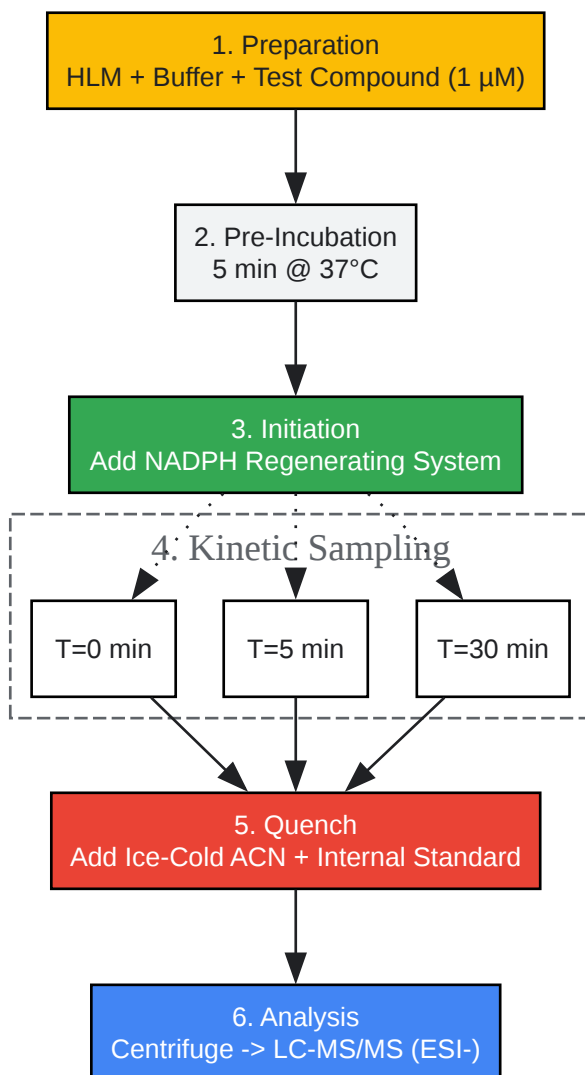 1. Preparation
HLM + Buffer + Test Compound (1 µM)
2. Pre-Incubation
5 min @ 37°C
3. Initiation
Add NADPH Regenerating System
4. Kinetic Sampling
T=0 min
T=5 min
T=30 min
5. Quench
Add Ice-Cold ACN + Internal Standard
6. Analysis
Centrifuge -> LC-MS/MS (ESI-)